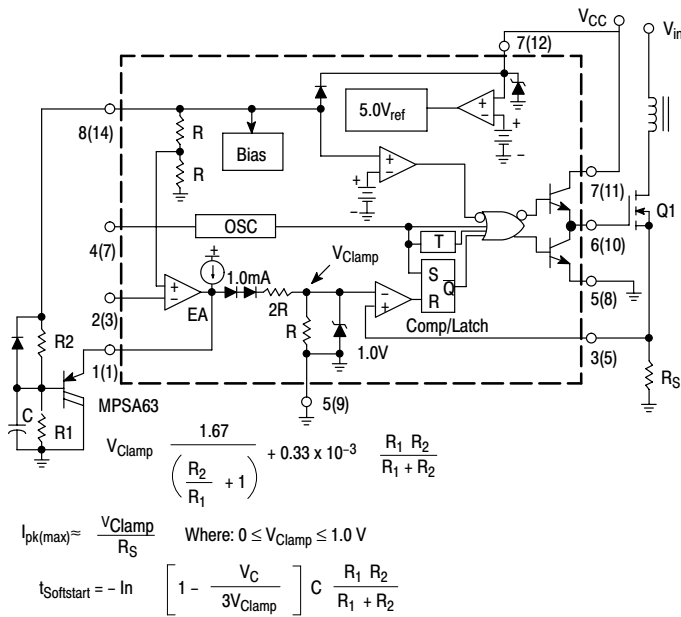 VCC
Vin
7(12)
5.0Vref
+
−
+
−
8(14)
R
Bias
R
+
−
+
−
7(11)
Q1
OSC
T
6(10)
4(7)
VClamp
+
1.0mA
S
Q
R
5(8)
+
−
EA
2R
−
+
Comp/Latch
2(3)
R
1.0V
3(5)
R2
1(1)
RS
C
R1
MPSA63
5(9)
VClamp 1.67 / (R2/R1 + 1) + 0.33 x 10−3 R1 R2 / R1 + R2
Ipk(max)≈ VClamp / RS Where: 0 ≤ VClamp ≤ 1.0 V
tSoftstart = − In [1 - VC / 3VClamp] C R1 R2 / R1 + R2